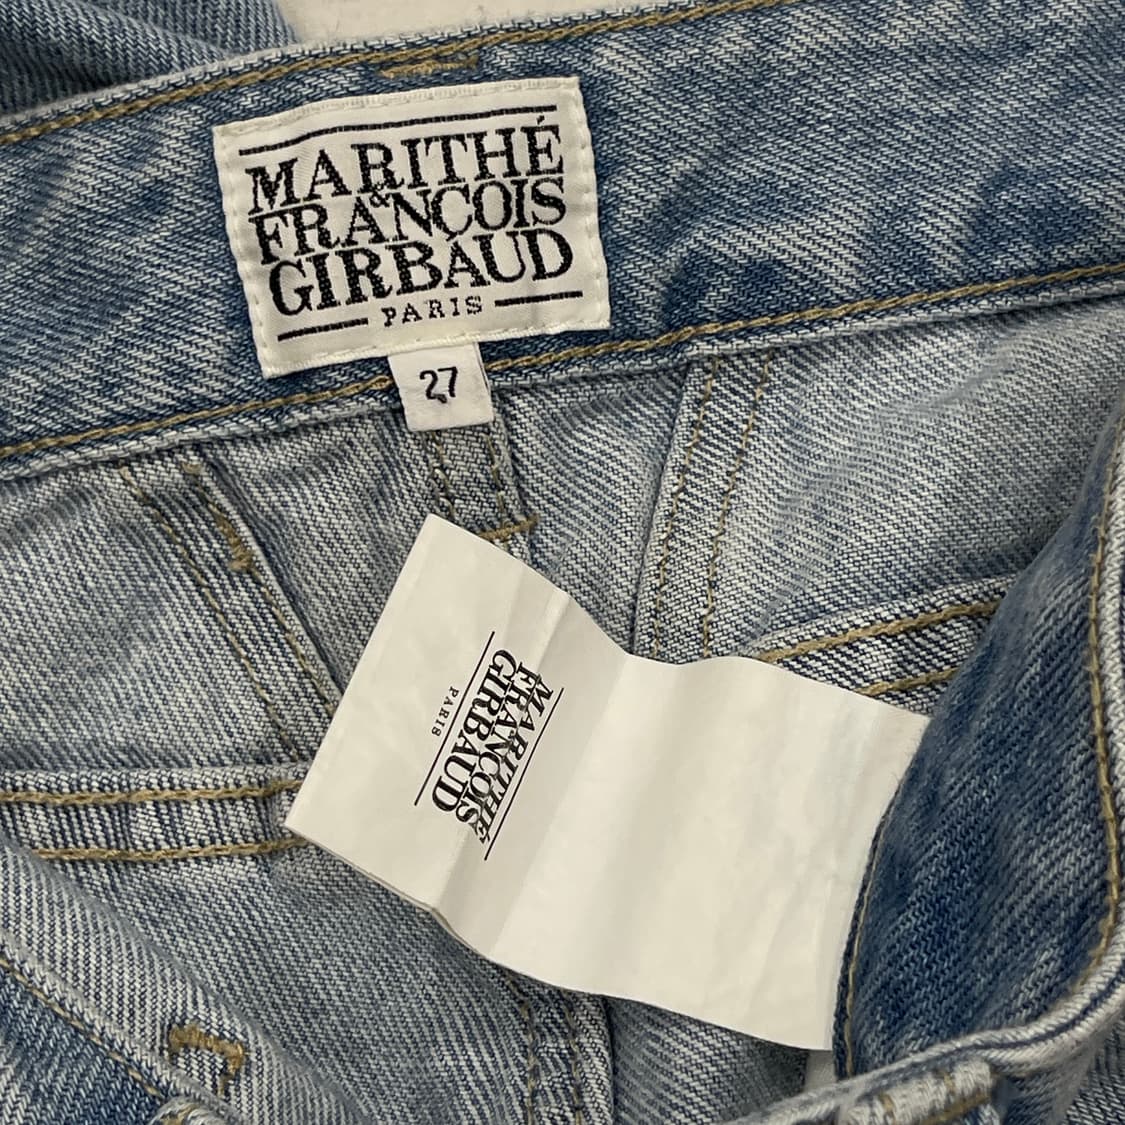 MARITHÉ
&
FRANÇOIS
GIRBAUD
PARIS
27
MARITHÉ
FRANÇOIS
GIRBAUD
PARIS